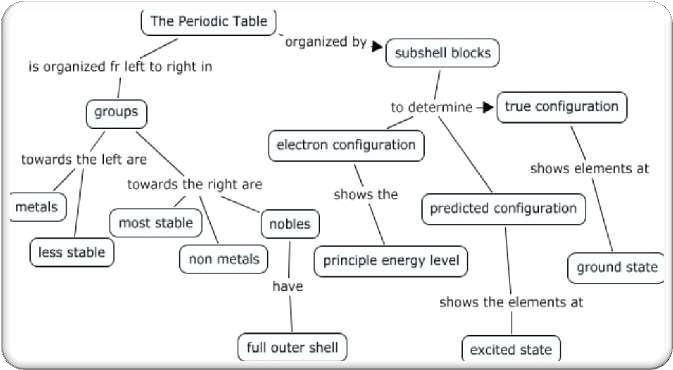 The Periodic Table
organized by
subshell blocks
is organized fr left to right in
groups
to determine
true configuration
electron configuration
towards the left are
shows elements at
towards the right are
shows the
metals
most stable
nobles
predicted configuration
less stable
non metals
principle energy level
ground state
have
shows the elements at
full outer shell
excited state